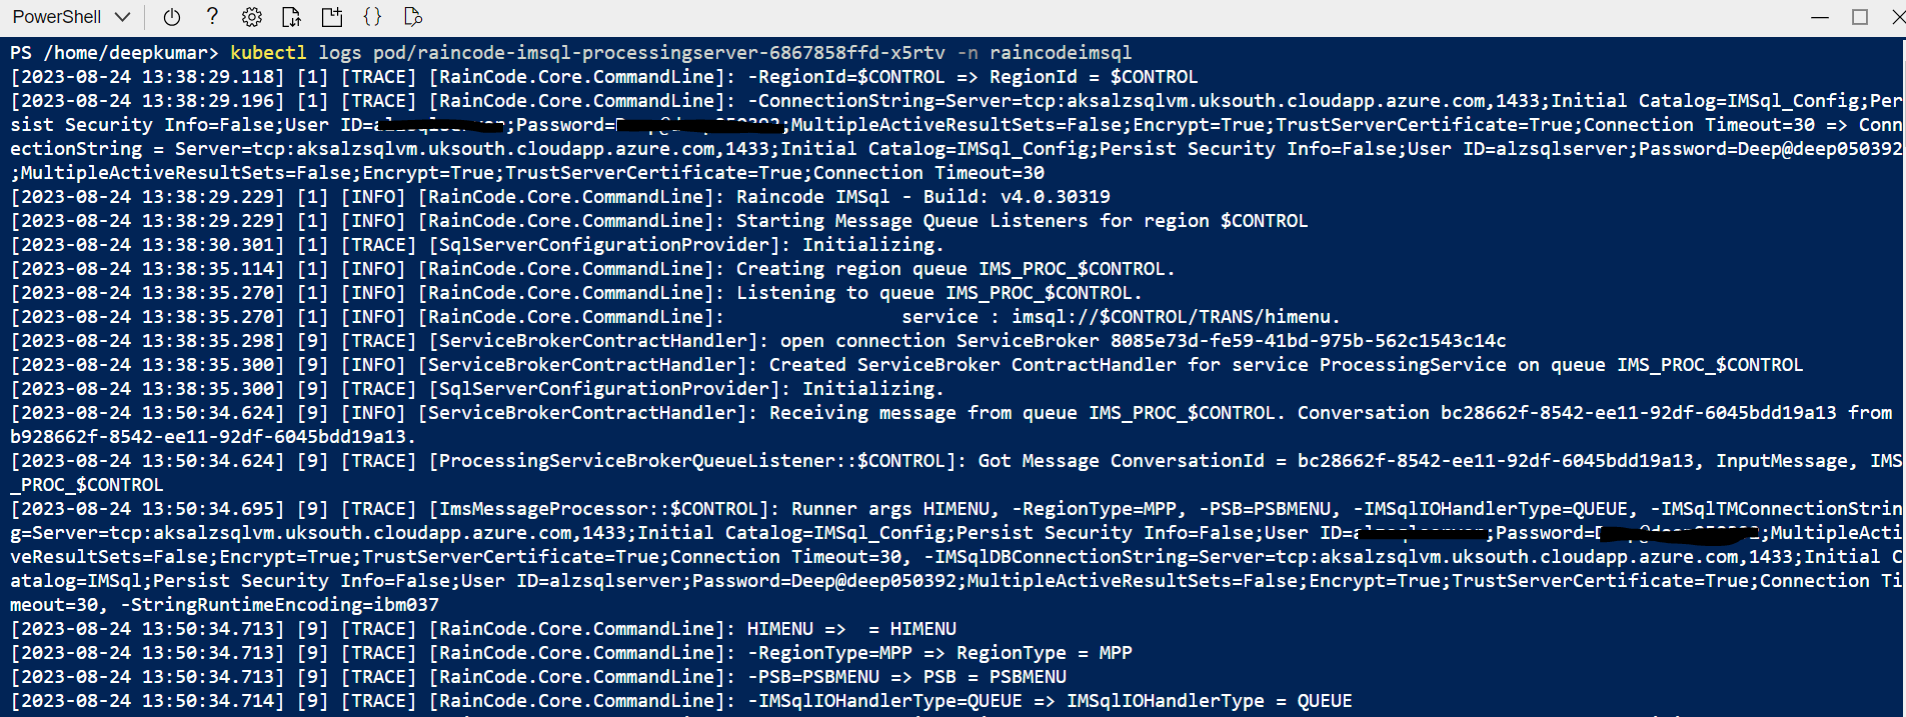 PowerShell
PS /home/deepkumar> kubectl logs pod/raincode-imsql-processingserver-6867858ffd-x5rtv -n raincodeimsql
[2023-08-24 13:38:29.118] [1] [TRACE] [RainCode.Core.CommandLine]: -RegionId=$CONTROL => RegionId = $CONTROL
[2023-08-24 13:38:29.196] [1] [TRACE] [RainCode.Core.CommandLine]: -ConnectionString=Server=tcp:aksalzsqlvm.uksouth.cloudapp.azure.com,1433;Initial Catalog=IMSql_Config;Per
sist Security Info=False;User ID= ;Password= ;MultipleActiveResultSets=False;Encrypt=True;TrustServerCertificate=True;Connection Timeout=30 => Conn
ectionString = Server=tcp:aksalzsqlvm.uksouth.cloudapp.azure.com,1433;Initial Catalog=IMSql_Config;Persist Security Info=False;User ID=alzsqlserver;Password=Deep@deep050392
;MultipleActiveResultSets=False;Encrypt=True;TrustServerCertificate=True;Connection Timeout=30
[2023-08-24 13:38:29.229] [1] [INFO] [RainCode.Core.CommandLine]: Raincode IMSql - Build: v4.0.30319
[2023-08-24 13:38:29.229] [1] [INFO] [RainCode.Core.CommandLine]: Starting Message Queue Listeners for region $CONTROL
[2023-08-24 13:38:30.301] [1] [TRACE] [SqlServerConfigurationProvider]: Initializing.
[2023-08-24 13:38:35.114] [1] [INFO] [RainCode.Core.CommandLine]: Creating region queue IMS_PROC_$CONTROL.
[2023-08-24 13:38:35.270] [1] [INFO] [RainCode.Core.CommandLine]: Listening to queue IMS_PROC_$CONTROL.
[2023-08-24 13:38:35.270] [1] [INFO] [RainCode.Core.CommandLine]: service : imsql://$CONTROL/TRANS/himenu.
[2023-08-24 13:38:35.298] [9] [TRACE] [ServiceBrokerContractHandler]: open connection ServiceBroker 8085e73d-fe59-41bd-975b-562c1543c14c
[2023-08-24 13:38:35.300] [9] [INFO] [ServiceBrokerContractHandler]: Created ServiceBroker ContractHandler for service ProcessingService on queue IMS_PROC_$CONTROL
[2023-08-24 13:38:35.300] [9] [TRACE] [SqlServerConfigurationProvider]: Initializing.
[2023-08-24 13:50:34.624] [9] [INFO] [ServiceBrokerContractHandler]: Receiving message from queue IMS_PROC_$CONTROL. Conversation bc28662f-8542-ee11-92df-6045bdd19a13 from
b928662f-8542-ee11-92df-6045bdd19a13.
[2023-08-24 13:50:34.624] [9] [TRACE] [ProcessingServiceBrokerQueueListener::$CONTROL]: Got Message ConversationId = bc28662f-8542-ee11-92df-6045bdd19a13, InputMessage, IMS
_PROC_$CONTROL
[2023-08-24 13:50:34.695] [9] [TRACE] [ImsMessageProcessor::$CONTROL]: Runner args HIMENU, -RegionType=MPP, -PSB=PSBMENU, -IMSqlIOHandlerType=QUEUE, -IMSqlTMConnectionStrin
g=Server=tcp:aksalzsqlvm.uksouth.cloudapp.azure.com,1433;Initial Catalog=IMSql_Config;Persist Security Info=False;User ID= ;Password= ;MultipleActi
veResultSets=False;Encrypt=True;TrustServerCertificate=True;Connection Timeout=30, -IMSqlDBConnectionString=Server=tcp:aksalzsqlvm.uksouth.cloudapp.azure.com,1433;Initial C
atalog=IMSql;Persist Security Info=False;User ID=alzsqlserver;Password=Deep@deep050392;MultipleActiveResultSets=False;Encrypt=True;TrustServerCertificate=True;Connection Ti
meout=30, -StringRuntimeEncoding=ibm037
[2023-08-24 13:50:34.713] [9] [TRACE] [RainCode.Core.CommandLine]: HIMENU =>  = HIMENU
[2023-08-24 13:50:34.713] [9] [TRACE] [RainCode.Core.CommandLine]: -RegionType=MPP => RegionType = MPP
[2023-08-24 13:50:34.713] [9] [TRACE] [RainCode.Core.CommandLine]: -PSB=PSBMENU => PSB = PSBMENU
[2023-08-24 13:50:34.714] [9] [TRACE] [RainCode.Core.CommandLine]: -IMSqlIOHandlerType=QUEUE => IMSqlIOHandlerType = QUEUE